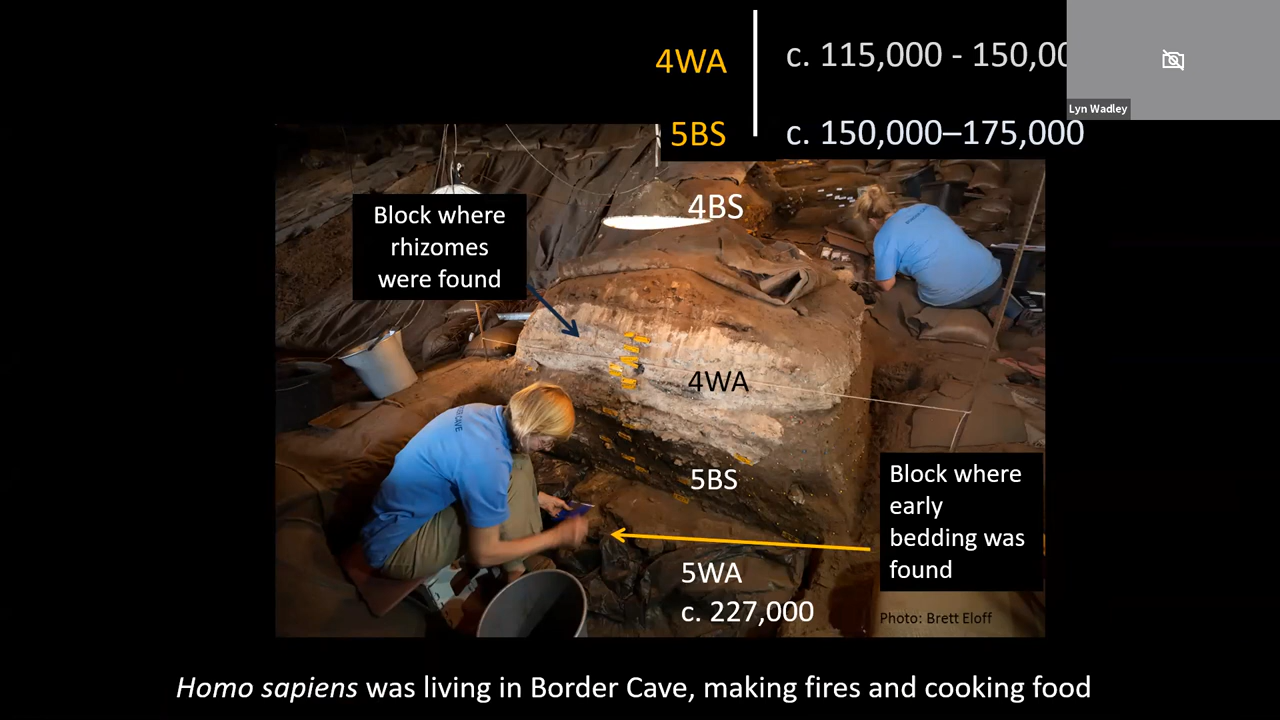 4WA
c. 115,000 - 150,00
Lyn Wadley
5BS
c. 150,000–175,000
4BS
Block where
rhizomes
were found
4WA
5BS
Block where
early
bedding was
found
5WA
c. 227,000
Photo: Brett Eloff
Homo sapiens was living in Border Cave, making fires and cooking food